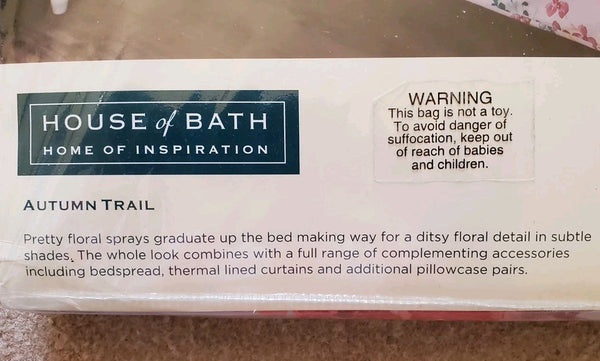 HOUSE of BATH
HOME OF INSPIRATION
WARNING
This bag is not a toy.
To avoid danger of
suffocation, keep out
of reach of babies
and children.
AUTUMN TRAIL
Pretty floral sprays graduate up the bed making way for a ditsy floral detail in subtle
shades. The whole look combines with a full range of complementing accessories
including bedspread, thermal lined curtains and additional pillowcase pairs.